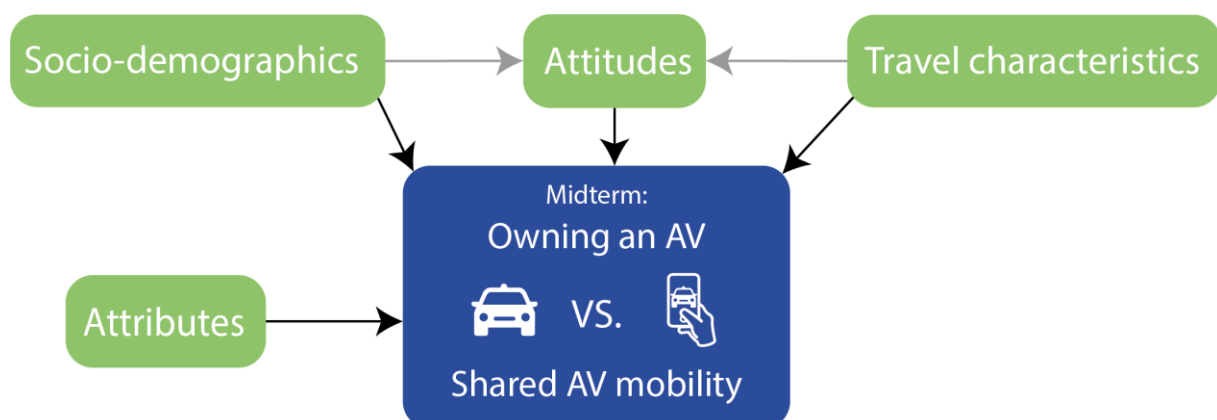 Socio-demographics
Attitudes
Travel characteristics
Midterm:
Owning an AV
VS.
Shared AV mobility
Attributes